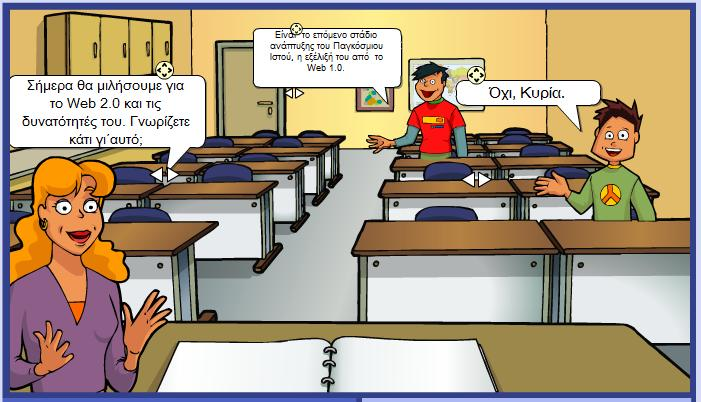 Σήμερα θα μιλήσουμε για
το Web 2.0 και τις
δυνατότητές του. Γνωρίζετε
κάτι γι΄αυτό;
Είναι το επόμενο στάδιο
ανάπτυξης του Παγκόσμιου
Ιστού, η εξέλιξή του από το
Web 1.0.
Όχι, Κυρία.